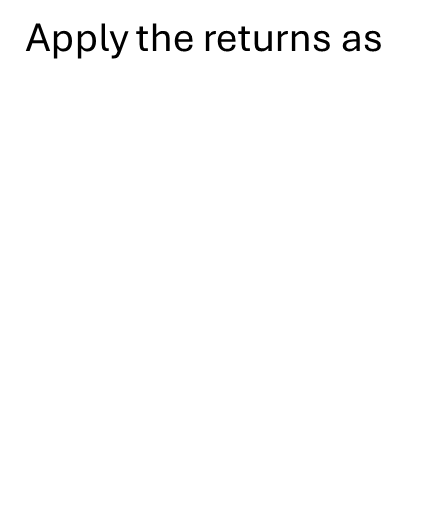 Apply the returns as